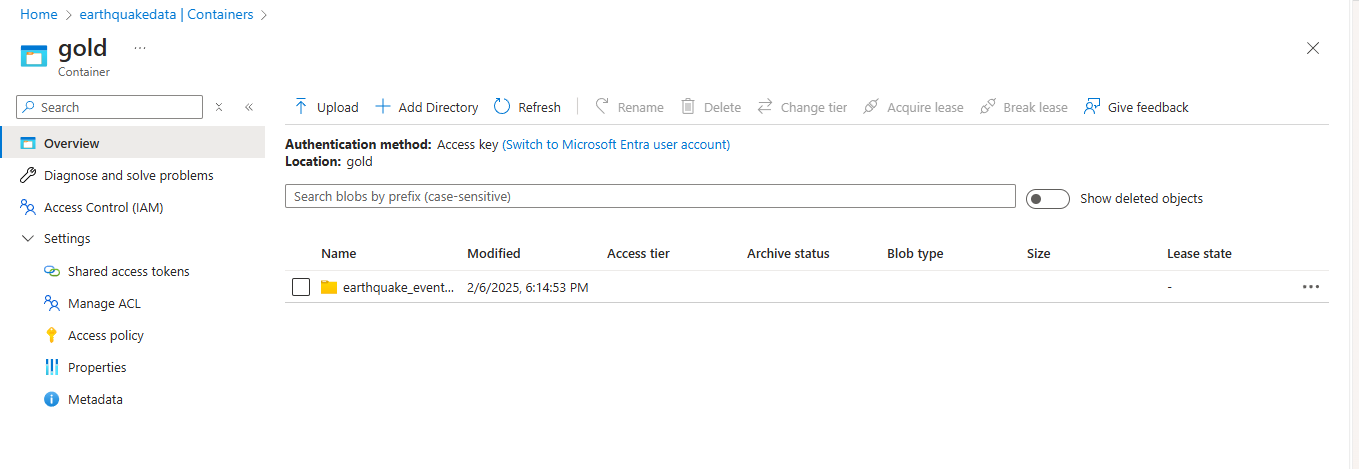 Home > earthquakedata | Containers >
gold ...
Container
Search
Upload Add Directory Refresh Rename Delete Change tier Acquire lease Break lease Give feedback
Overview
Diagnose and solve problems
Access Control (IAM)
Settings
Shared access tokens
Manage ACL
Access policy
Properties
Metadata
Authentication method: Access key (Switch to Microsoft Entra user account)
Location: gold
Search blobs by prefix (case-sensitive)
Show deleted objects
Name Modified Access tier Archive status Blob type Size Lease state
earthquake_event... 2/6/2025, 6:14:53 PM - ...